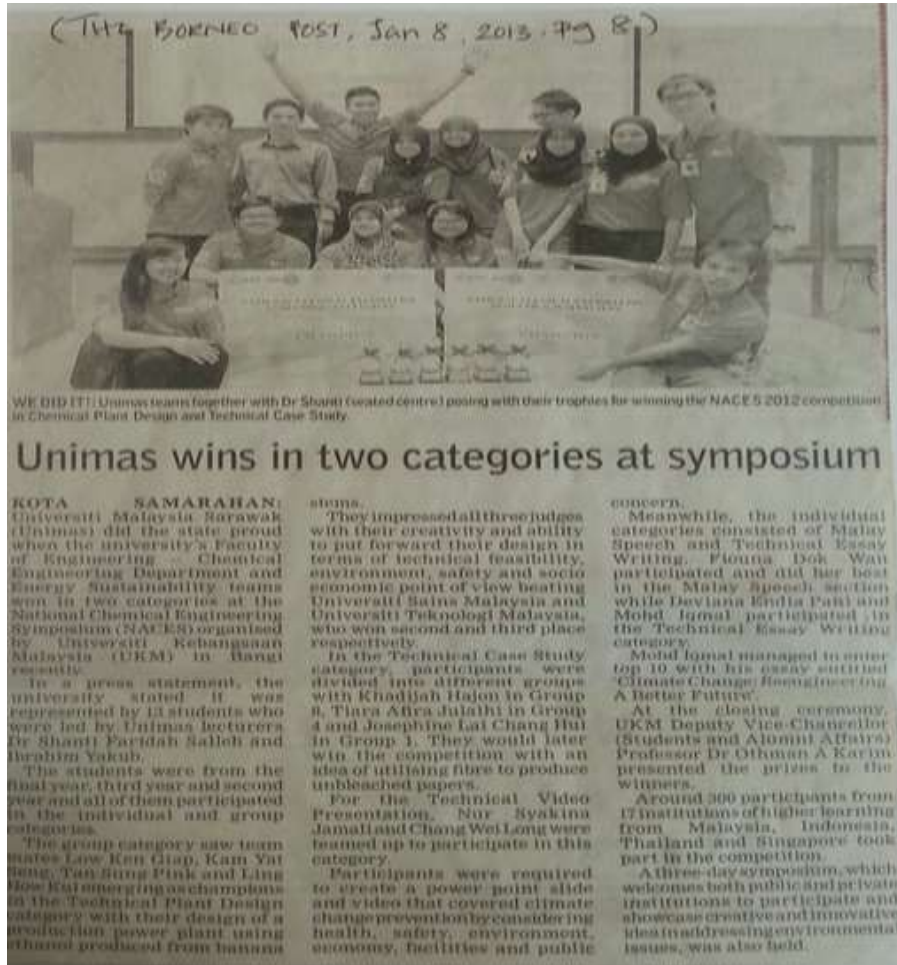 (THE BORNEO POST, Jan 8, 2013. Pg 8.)
WE DID IT!: Unimas teams together with Dr Shanti (seated centre) posing with their trophies for winning the NACES 2012 competition
in Chemical Plant Design and Technical Case Study.
Unimas wins in two categories at symposium
KOTA SAMARAHAN:
Universiti Malaysia Sarawak
(Unimas) did the state proud
when the university's Faculty
of Engineering - Chemical
Engineering Department and
Energy Sustainability teams
won in two categories at the
National Chemical Engineering
Symposium (NACES) organised
by Universiti Kebangsaan
Malaysia (UKM) in Bangi
recently.
In a press statement, the
university stated it was
represented by 13 students who
were led by Unimas lecturers
Dr Shanti Faridah Salleh and
Ibrahim Yakub.
The students were from the
final year, third year and second
year and all of them participated
in the individual and group
categories.
The group category saw team
mates Low Ken Giap, Kam Yat
Seng, Tan Sung Pink and Ling
How Kui emerging as champions
in the Technical Plant Design
category with their design of a
production power plant using
ethanol produced from banana
stems.
They impressed all three judges
with their creativity and ability
to put forward their design in
terms of technical feasibility,
environment, safety and socio
economic point of view beating
Universiti Sains Malaysia and
Universiti Teknologi Malaysia,
who won second and third place
respectively.
In the Technical Case Study
category, participants were
divided into different groups
with Khadijah Hajon in Group
8, Tiara Afira Julaihi in Group
4 and Josephine Lai Chang Hui
in Group 1. They would later
win the competition with an
idea of utilising fibre to produce
unbleached papers.
For the Technical Video
Presentation, Nur Syakina
Jamali and Chang Wei Long were
teamed up to participate in this
category.
Participants were required
to create a power point slide
and video that covered climate
change prevention by considering
health, safety, environment,
economy, facilities and public
concern.
Meanwhile, the individual
categories consisted of Malay
Speech and Technical Essay
Writing. Flouna Dok Wan
participated and did her best
in the Malay Speech section
while Deviana Endia Pani and
Mohd Iqmal participated in
the Technical Essay Writing
category.
Mohd Iqmal managed to enter
top 10 with his essay entitled
'Climate Change: Reengineering
A Better Future'.
At the closing ceremony,
UKM Deputy Vice-Chancellor
(Students and Alumni Affairs)
Professor Dr Othman A Karim
presented the prizes to the
winners.
Around 300 participants from
17 institutions of higher learning
from Malaysia, Indonesia,
Thailand and Singapore took
part in the competition.
A three-day symposium, which
welcomes both public and private
institutions to participate and
showcase creative and innovative
idea in addressing environmental
issues, was also held.